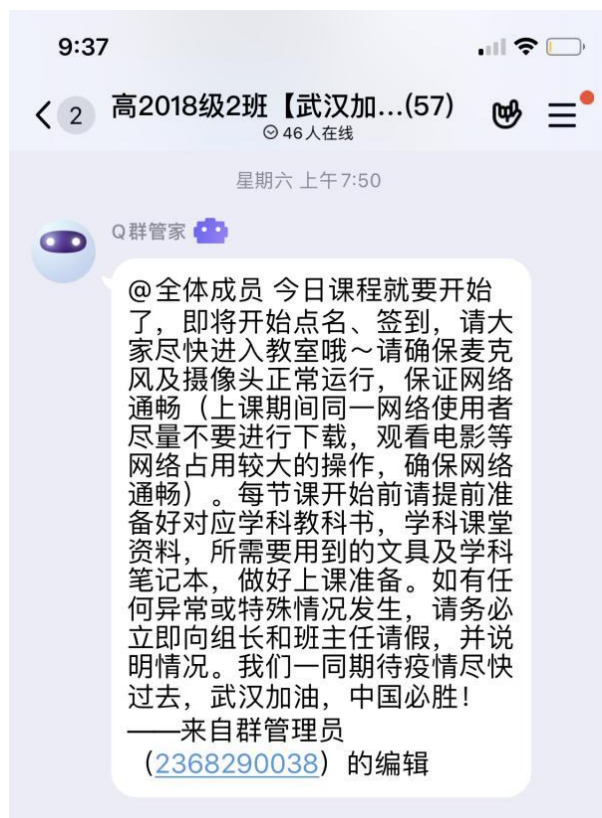 9:37
2
高2018级2班【武汉加...(57)
46人在线
星期六 上午7:50
Q群管家
@全体成员 今日课程就要开始
了，即将开始点名、签到，请大
家尽快进入教室哦～请确保麦克
风及摄像头正常运行，保证网络
通畅（上课期间同一网络使用者
尽量不要进行下载，观看电影等
网络占用较大的操作，确保网络
通畅）。每节课开始前请提前准
备好对应学科教科书，学科课堂
资料，所需要用到的文具及学科
笔记本，做好上课准备。如有任
何异常或特殊情况发生，请务必
立即向组长和班主任请假，并说
明情况。我们一同期待疫情尽快
过去，武汉加油，中国必胜！
——来自群管理员
（2368290038）的编辑